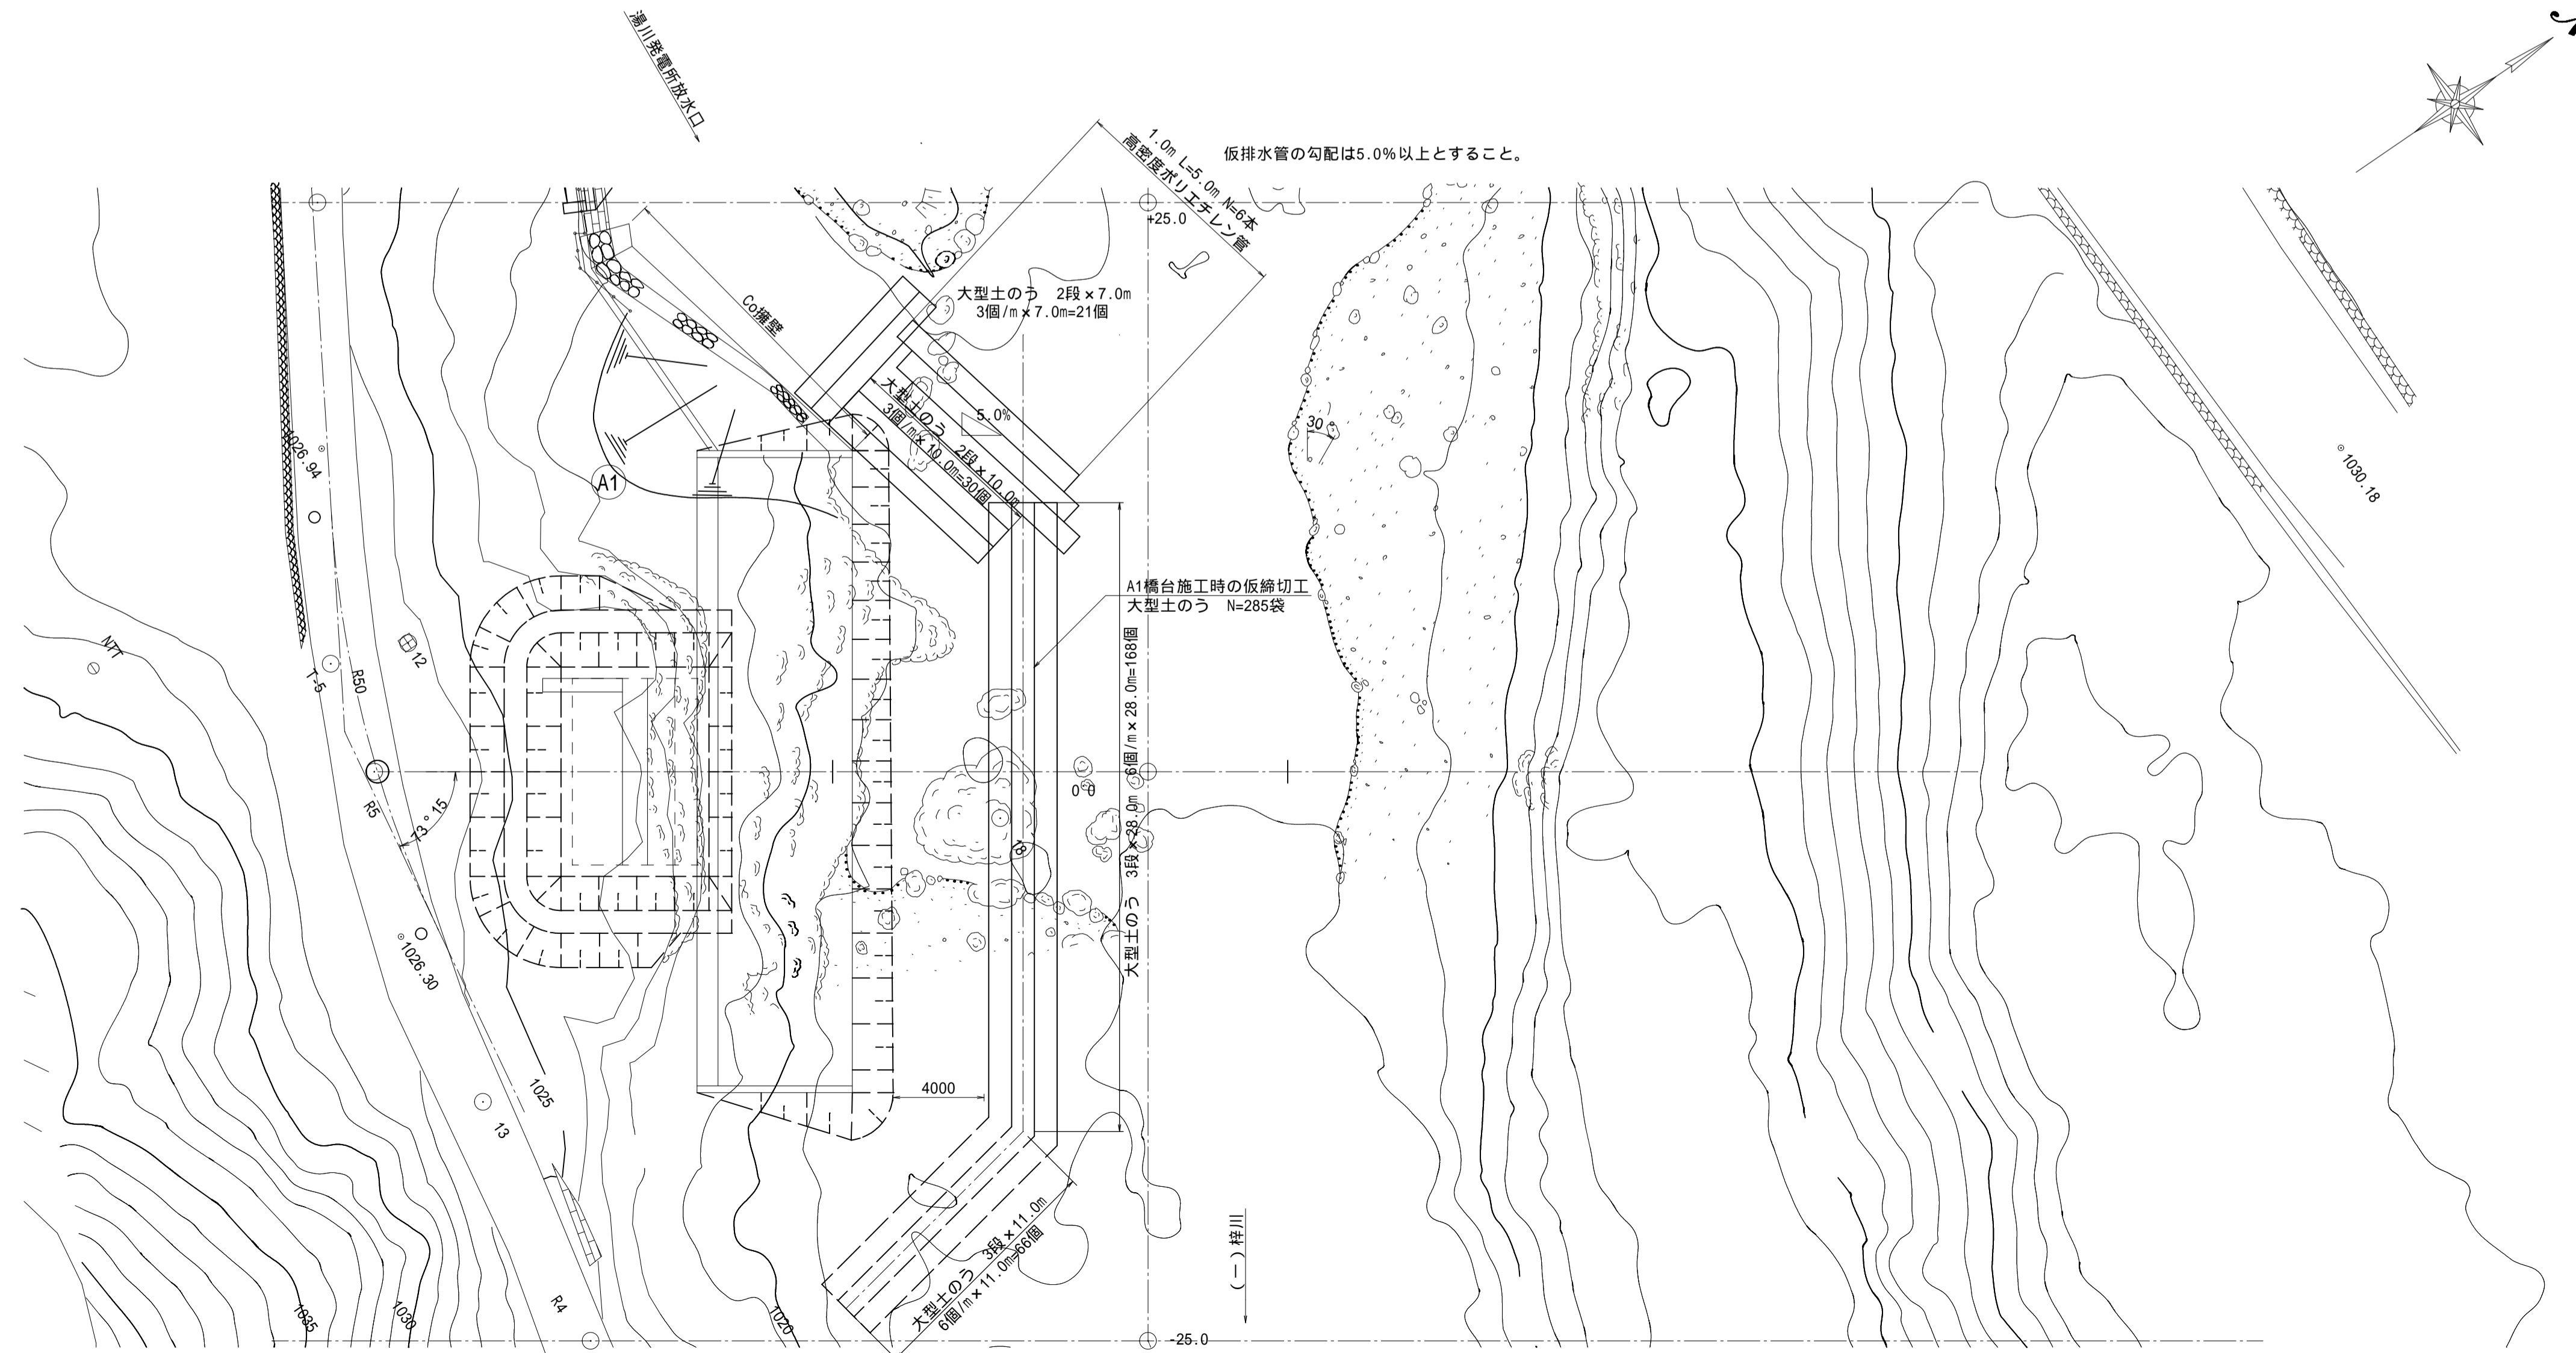 湯川発電所放水口
1.0m L=5.0m N=6本
高密度ポリエチレン管
仮排水管の勾配は5.0%以上とすること。
+25.0
大型土のう 2段×7.0m
3個/m×7.0m=21個
Co擁壁
大型土のう 2段×10.0m
3個/m×10.0m=30個
5.0%
30
1026.94
A1
1030.18
A1橋台施工時の仮締切工
大型土のう N=285袋
NTT
12
T-5
R50
大型土のう 3段×28.0m 6個/m×28.0m=168個
0 0
R5
73°15
18
1026.30
4000
1025
13
大型土のう 3段×11.0m
6個/m×11.0m=66個
(一)梓川
R4
1035
1030
1020
-25.0